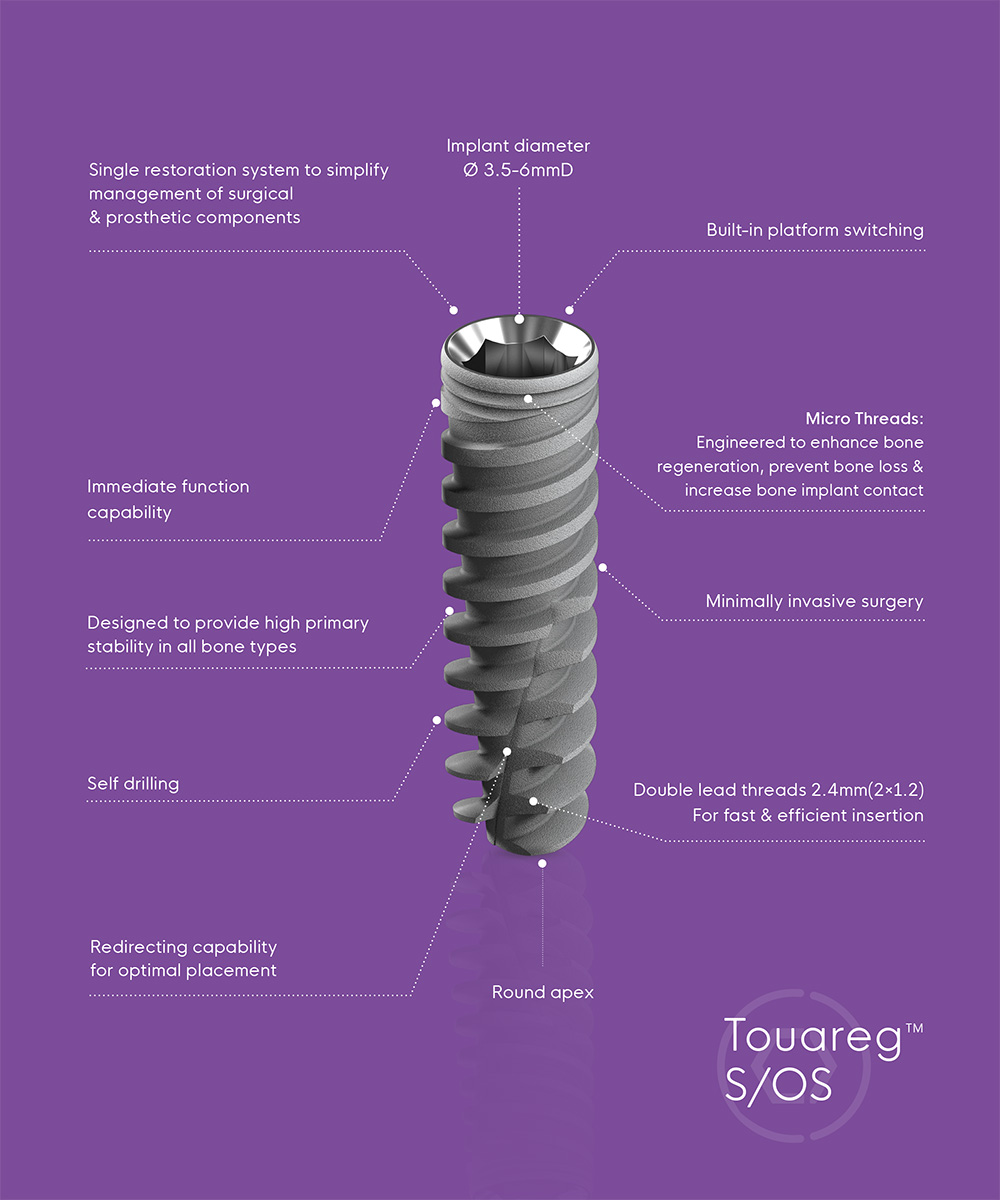 Implant diameter
Ø 3.5-6mmD
Single restoration system to simplify
management of surgical
& prosthetic components
Built-in platform switching
Micro Threads:
Engineered to enhance bone
regeneration, prevent bone loss &
increase bone implant contact
Immediate function
capability
Minimally invasive surgery
Designed to provide high primary
stability in all bone types
Self drilling
Double lead threads 2.4mm(2×1.2)
For fast & efficient insertion
Redirecting capability
for optimal placement
Round apex
Touareg™
S/OS